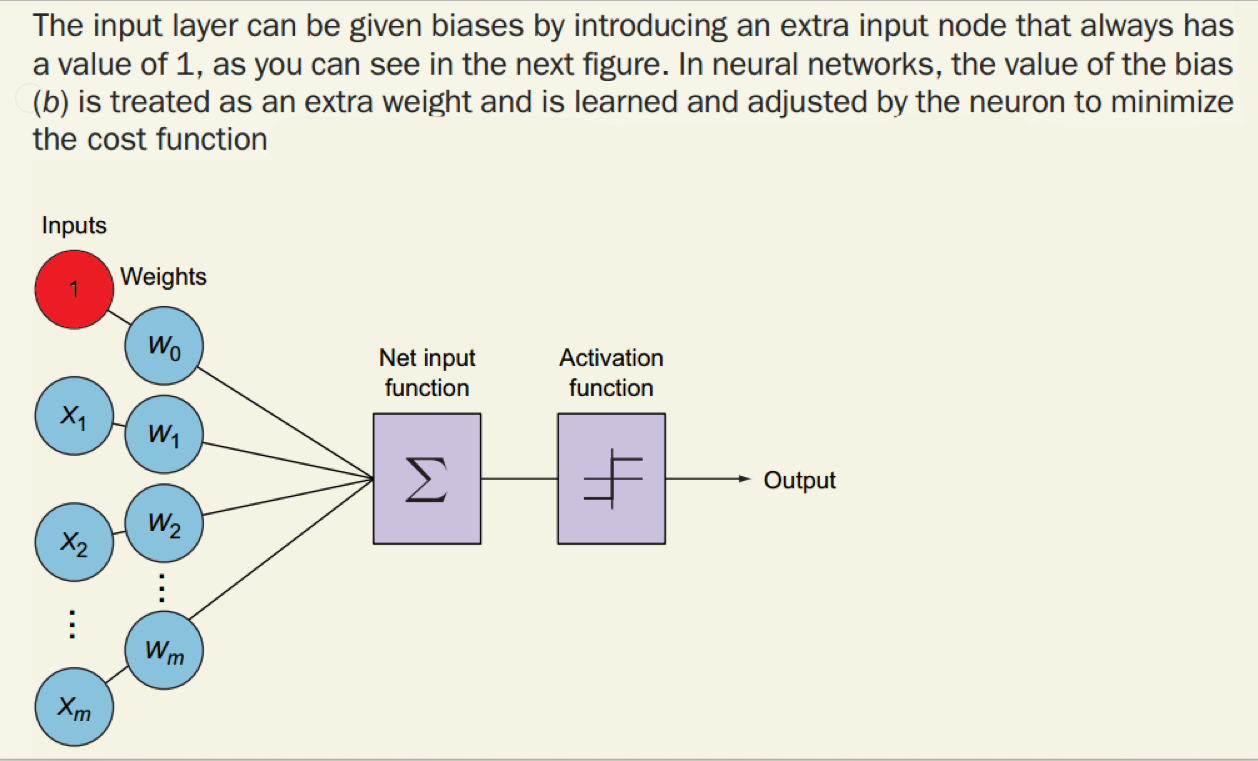 The input layer can be given biases by introducing an extra input node that always has
a value of 1, as you can see in the next figure. In neural networks, the value of the bias
(b) is treated as an extra weight and is learned and adjusted by the neuron to minimize
the cost function
Inputs
1
Weights
W0
Net input
function
Activation
function
X1
W1
Σ
Output
X2
W2
⋮
⋮
Wm
Xm